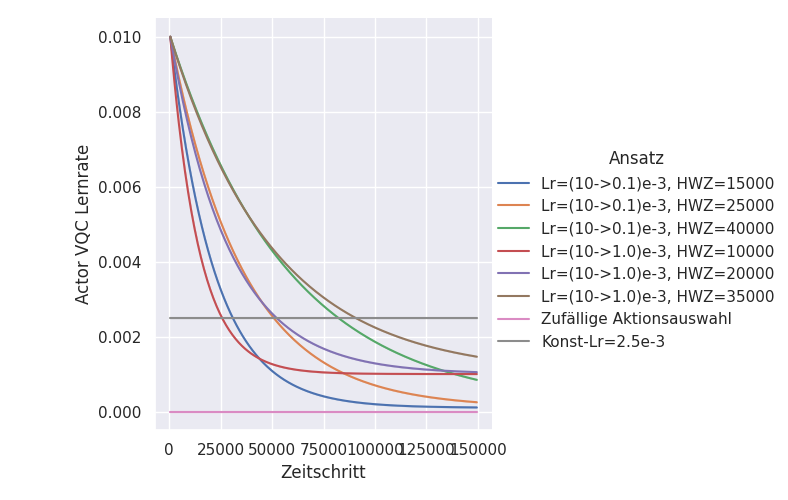 0.010
0.008
0.006
0.004
0.002
0.000
Actor VQC Lernrate
0 25000 50000 75000 100000 125000 150000
Zeitschritt
Ansatz
Lr=(10->0.1)e-3, HWZ=15000
Lr=(10->0.1)e-3, HWZ=25000
Lr=(10->0.1)e-3, HWZ=40000
Lr=(10->1.0)e-3, HWZ=10000
Lr=(10->1.0)e-3, HWZ=20000
Lr=(10->1.0)e-3, HWZ=35000
Zufällige Aktionsauswahl
Konst-Lr=2.5e-3